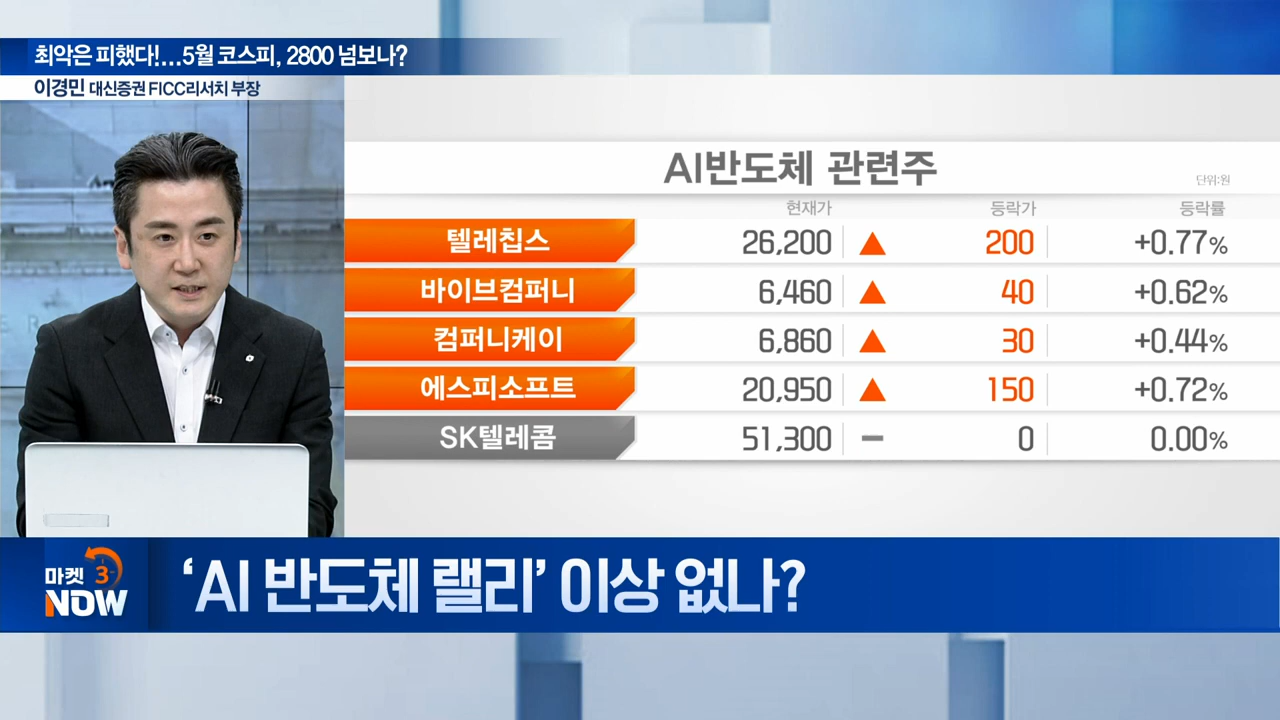 최악은 피했다!…5월 코스피, 2800 넘보나?
이경민 대신증권 FICC리서치 부장
AI반도체 관련주
단위:원
현재가 등락가 등락률
텔레칩스 26,200 ▲ 200 +0.77%
바이브컴퍼니 6,460 ▲ 40 +0.62%
컴퍼니케이 6,860 ▲ 30 +0.44%
에스피소프트 20,950 ▲ 150 +0.72%
SK텔레콤 51,300 － 0 0.00%
마켓 3
NOW
‘AI 반도체 랠리’ 이상 없나?